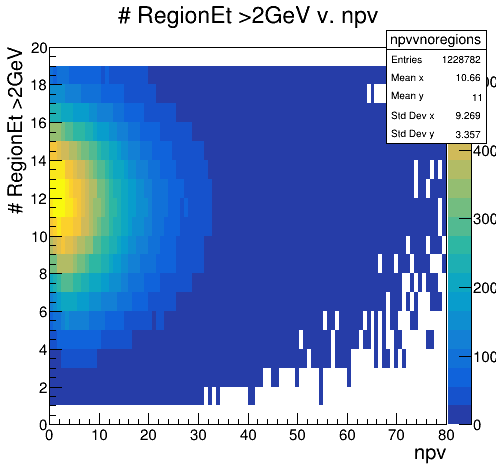 # RegionEt >2GeV v. npv
npvvnoregions
Entries 1228782
Mean x 10.66
Mean y 11
Std Dev x 9.269
Std Dev y 3.357
# RegionEt >2GeV
20
18
16
14
12
10
8
6
4
2
0
0 10 20 30 40 50 60 70 80
npv
00
400
300
200
100
0